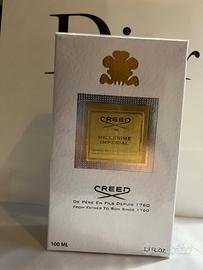 Dior
CREED
MILLESIME
IMPERIAL
CREED
DE PÈRE EN FILS DEPUIS 1760
FROM FATHER TO SON SINCE 1760
100 ML
3.3 FL.OZ